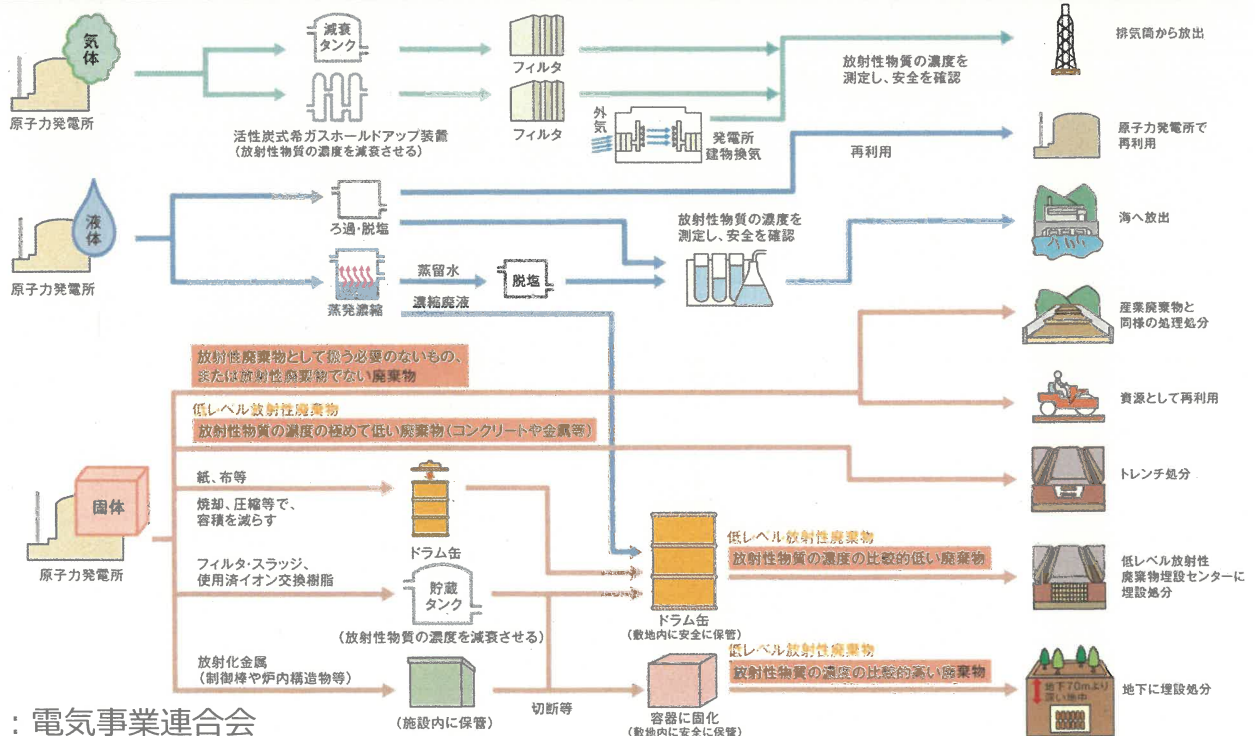 気体
原子力発電所
減衰
タンク
活性炭式希ガスホールドアップ装置
(放射性物質の濃度を減衰させる)
フィルタ
フィルタ
外気
発電所
建物換気
放射性物質の濃度を
測定し、安全を確認
排気筒から放出
再利用
原子力発電所で
再利用
液体
原子力発電所
ろ過・脱塩
蒸発濃縮
蒸留水
濃縮廃液
脱塩
放射性物質の濃度を
測定し、安全を確認
海へ放出
産業廃棄物と
同様の処理処分
放射性廃棄物として扱う必要のないもの、
または放射性廃棄物でない廃棄物
資源として再利用
低レベル放射性廃棄物
放射性物質の濃度の極めて低い廃棄物(コンクリートや金属等)
トレンチ処分
固体
原子力発電所
紙、布等
焼却、圧縮等で、
容積を減らす
ドラム缶
フィルタ・スラッジ、
使用済イオン交換樹脂
貯蔵
タンク
(放射性物質の濃度を減衰させる)
放射化金属
(制御棒や炉内構造物等)
(施設内に保管)
切断等
ドラム缶
(敷地内に安全に保管)
低レベル放射性廃棄物
放射性物質の濃度の比較的低い廃棄物
低レベル放射性
廃棄物埋設センターに
埋設処分
容器に固化
(敷地内に安全に保管)
低レベル放射性廃棄物
放射性物質の濃度の比較的高い廃棄物
地下70mより
深い地中
地下に埋設処分
：電気事業連合会